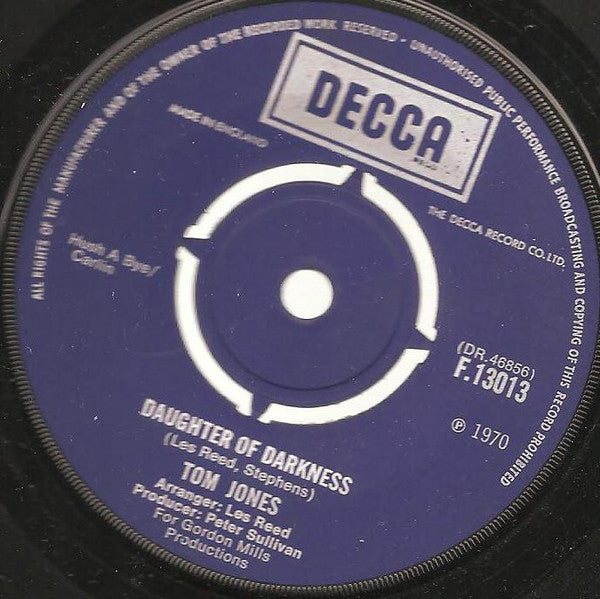 ALL RIGHTS OF THE MANUFACTURER AND OF THE OWNER OF THE RECORDED WORK RESERVED · UNAUTHORISED PUBLIC PERFORMANCE BROADCASTING AND COPYING OF THIS RECORD PROHIBITED
DECCA
MADE IN ENGLAND
THE DECCA RECORD CO. LTD.
Hush A Bye/
Carlin
(DR. 46856)
F.13013
℗ 1970
DAUGHTER OF DARKNESS
(Les Reed, Stephens)
TOM JONES
Arranger: Les Reed
Producer: Peter Sullivan
For Gordon Mills
Productions